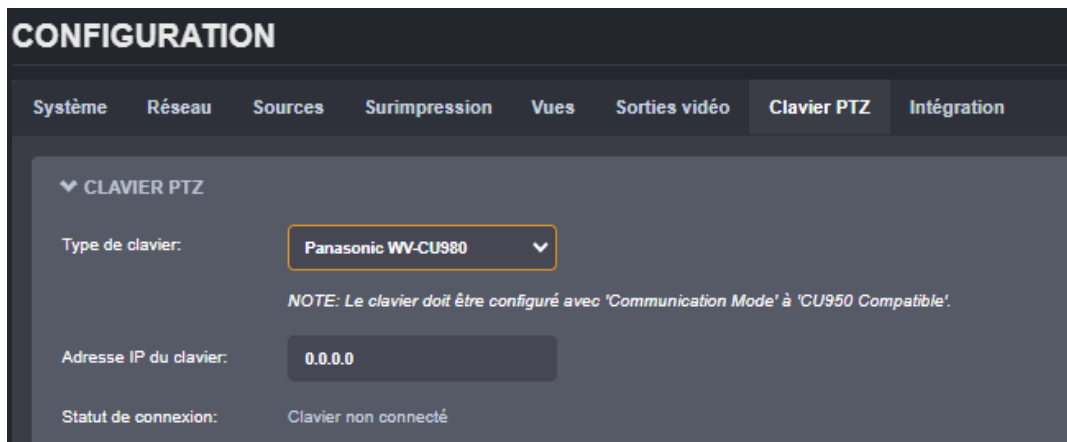 CONFIGURATION
Système Réseau Sources Surimpression Vues Sorties vidéo Clavier PTZ Intégration
CLAVIER PTZ
Type de clavier: Panasonic WV-CU980
NOTE: Le clavier doit être configuré avec 'Communication Mode' à 'CU950 Compatible'.
Adresse IP du clavier: 0.0.0.0
Statut de connexion: Clavier non connecté